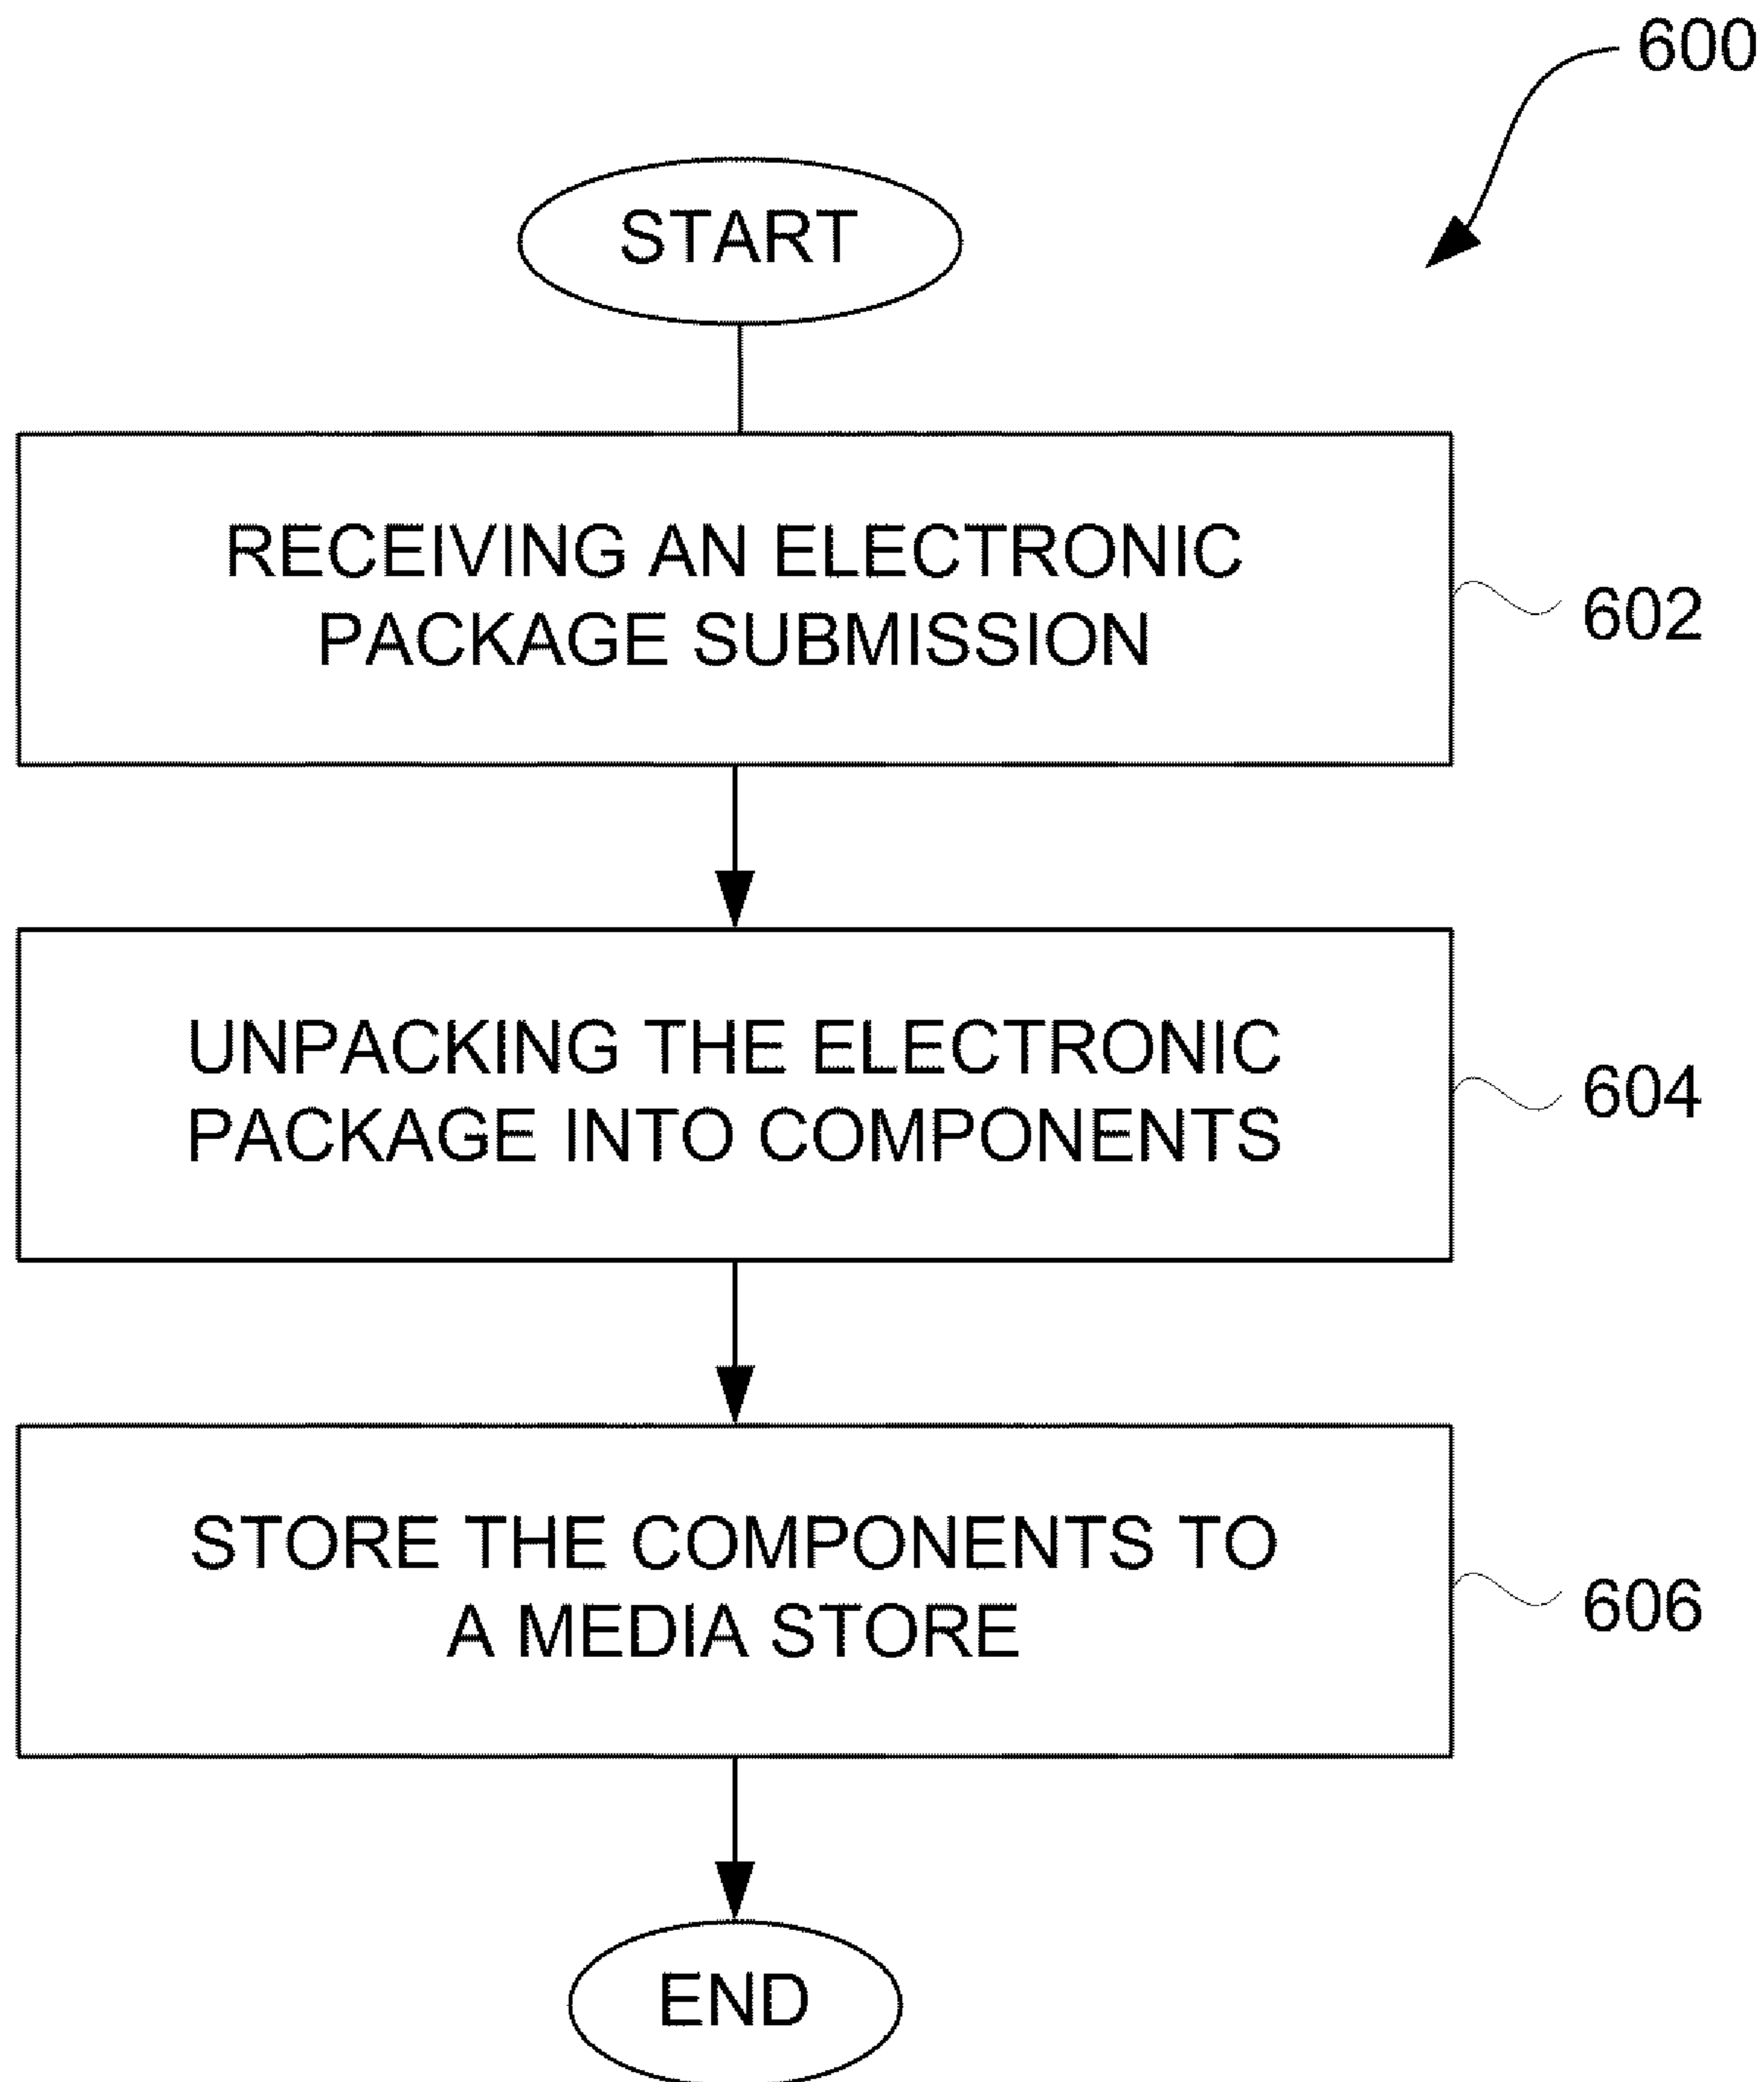 600
START
RECEIVING AN ELECTRONIC
PACKAGE SUBMISSION
602
UNPACKING THE ELECTRONIC
PACKAGE INTO COMPONENTS
604
STORE THE COMPONENTS TO
A MEDIA STORE
606
END